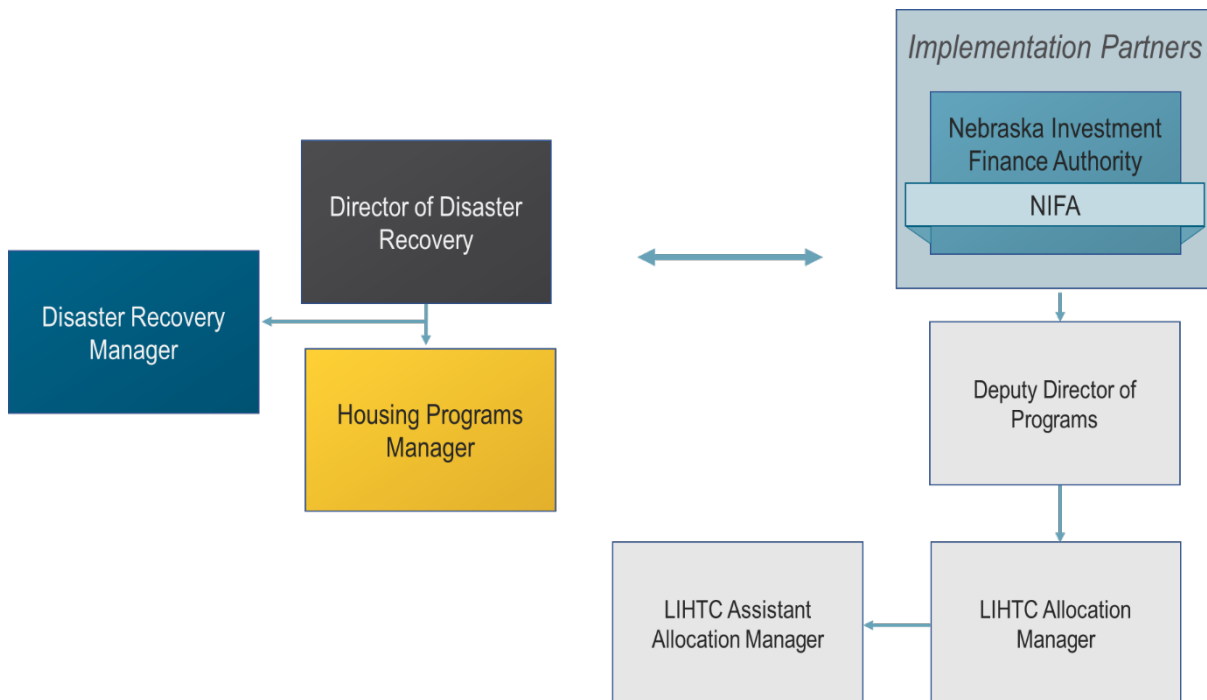 Implementation Partners
Nebraska Investment
Finance Authority
NIFA
Director of Disaster
Recovery
Disaster Recovery
Manager
Housing Programs
Manager
Deputy Director of
Programs
LIHTC Assistant
Allocation Manager
LIHTC Allocation
Manager